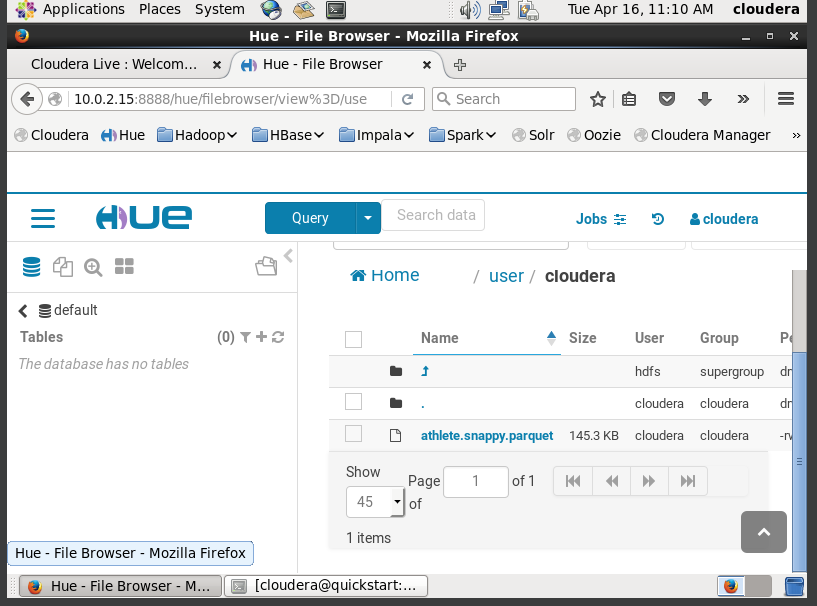 Applications Places System Tue Apr 16, 11:10 AM cloudera
Hue - File Browser - Mozilla Firefox
Cloudera Live : Welcom... × Hue - File Browser ×
10.0.2.15:8888/hue/filebrowser/view%3D/use Search
Cloudera Hue Hadoop HBase Impala Spark Solr Oozie Cloudera Manager »
HUE Query Search data Jobs cloudera
Home / user / cloudera
default
Tables (0)
The database has no tables
Name Size User Group Pe
hdfs supergroup dr
. cloudera cloudera dr
athlete.snappy.parquet 145.3 KB cloudera cloudera -rw
Show
45
Page 1 of 1
of
1 items
Hue - File Browser - Mozilla Firefox
Hue - File Browser - M... [cloudera@quickstart:...